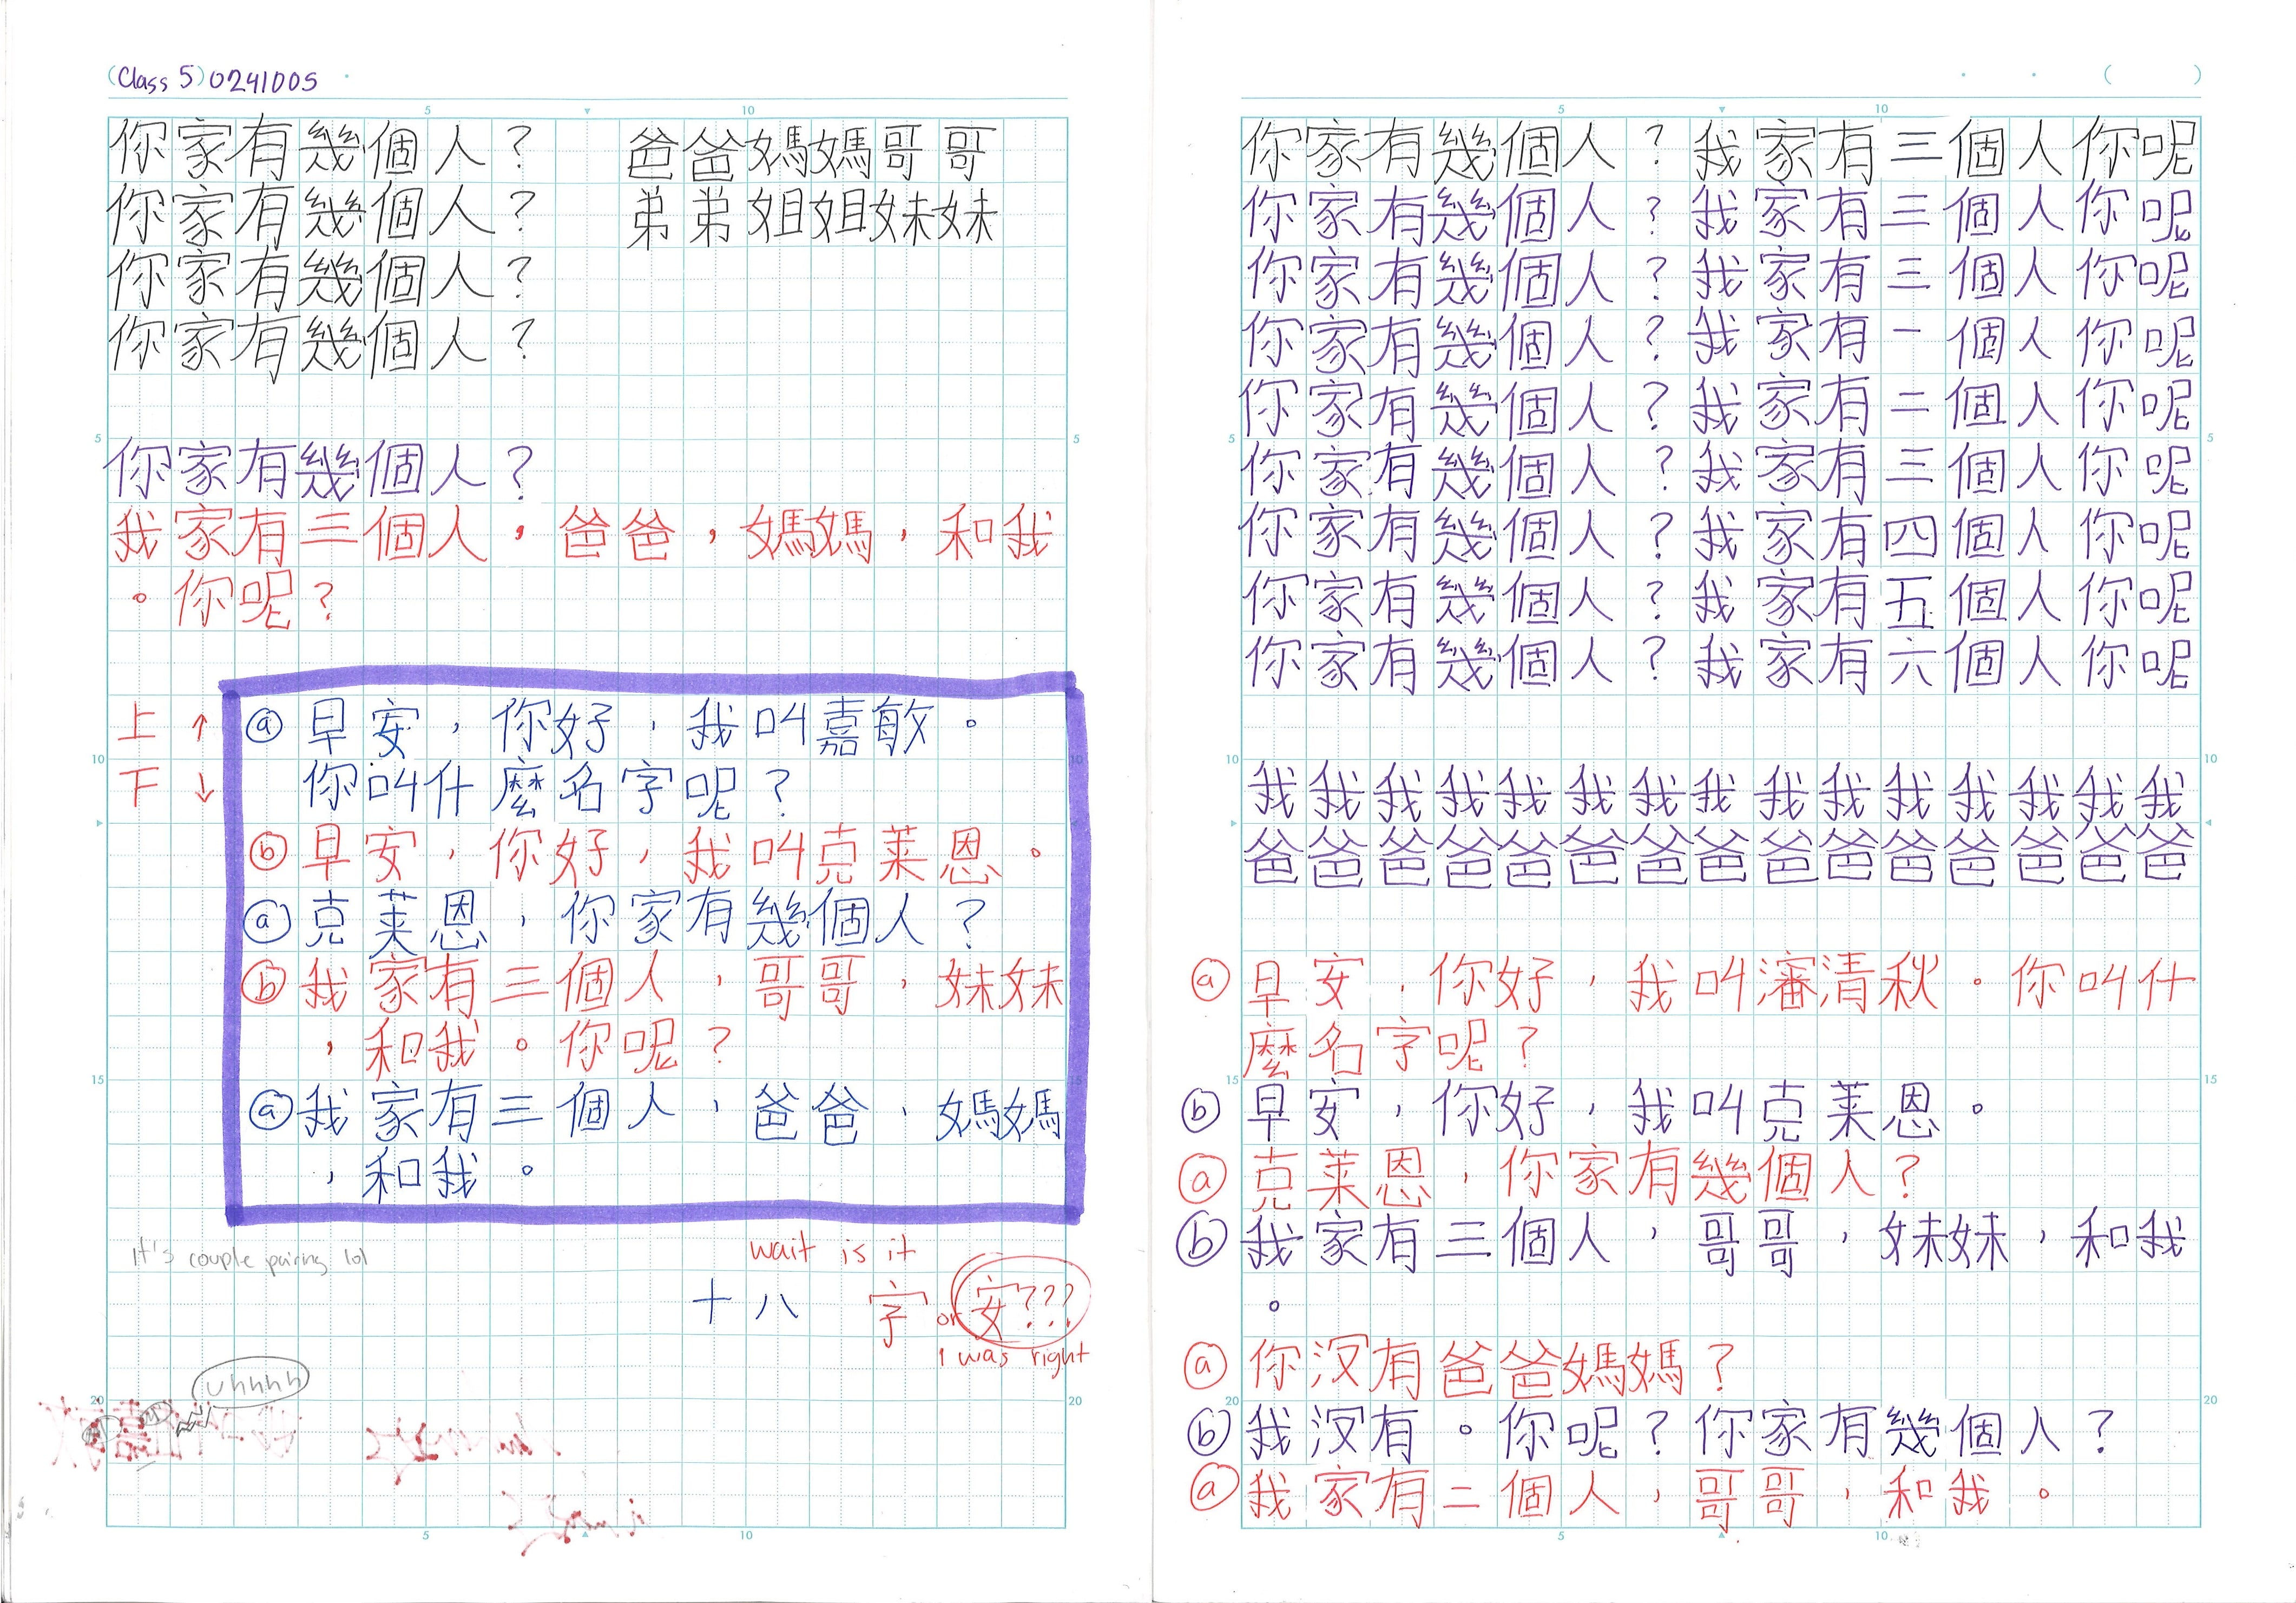 (Class 5) 0241005
你家有幾個人？ 爸爸媽媽哥哥
你家有幾個人？ 弟弟姐姐妹妹
你家有幾個人？
你家有幾個人？
你家有幾個人？
我家有三個人，爸爸，媽媽，和我
。你呢？
上 ↑
下 ↓
ⓐ 早安，你好，我叫嘉敏。
你叫什麼名字呢？
ⓑ 早安，你好，我叫克莱恩。
ⓐ 克莱恩，你家有幾個人？
ⓑ 我家有三個人，哥哥，妹妹
，和我。你呢？
ⓐ 我家有三個人，爸爸，媽媽
，和我。
It's couple pairing lol
wait is it
十八 字 or 安???
I was right
uhhhh
你家有幾個人？我家有三個人你呢
你家有幾個人？我家有三個人你呢
你家有幾個人？我家有三個人你呢
你家有幾個人？我家有一個人你呢
你家有幾個人？我家有二個人你呢
你家有幾個人？我家有三個人你呢
你家有幾個人？我家有四個人你呢
你家有幾個人？我家有五個人你呢
你家有幾個人？我家有六個人你呢
我我我我我我我我我我我我我我我
爸爸爸爸爸爸爸爸爸爸爸爸爸爸爸
ⓐ 早安，你好，我叫瀋清秋。你叫什
麼名字呢？
ⓑ 早安，你好，我叫克莱恩。
ⓐ 克莱恩，你家有幾個人？
ⓑ 我家有三個人，哥哥，妹妹，和我
。
ⓐ 你沒有爸爸媽媽？
ⓑ 我沒有。你呢？你家有幾個人？
ⓐ 我家有二個人，哥哥，和我。